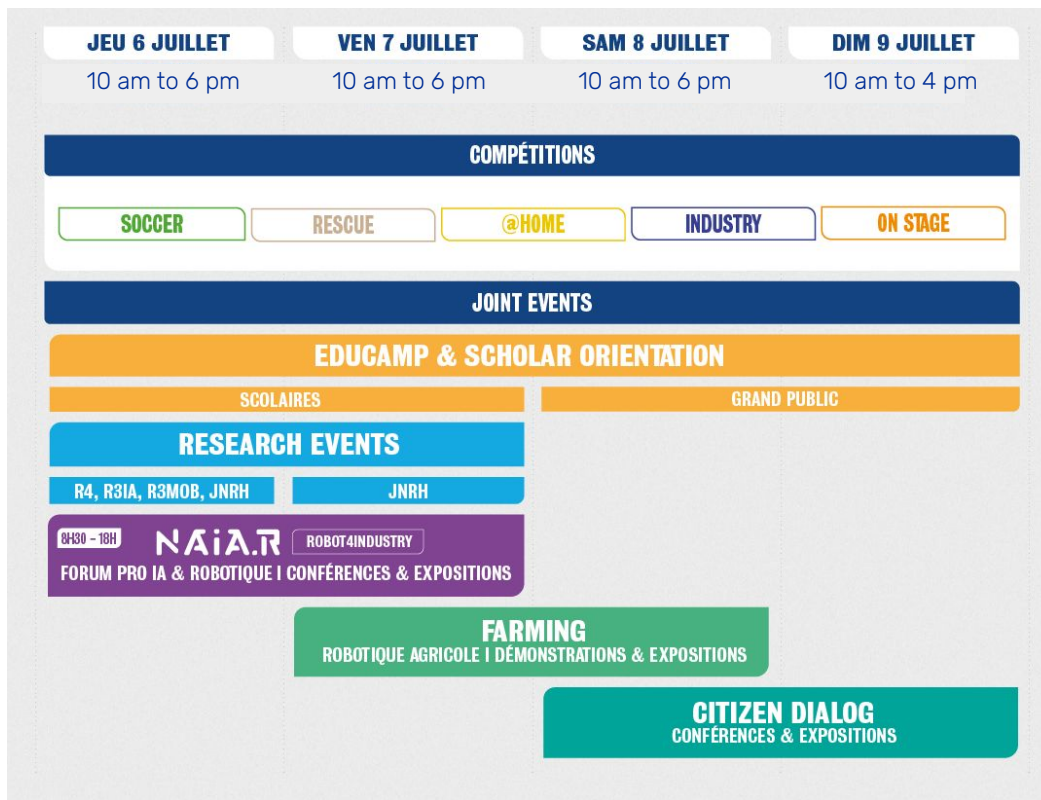 JEU 6 JUILLET
VEN 7 JUILLET
SAM 8 JUILLET
DIM 9 JUILLET
10 am to 6 pm
10 am to 6 pm
10 am to 6 pm
10 am to 4 pm
COMPÉTITIONS
SOCCER
RESCUE
@HOME
INDUSTRY
ON STAGE
JOINT EVENTS
EDUCAMP & SCHOLAR ORIENTATION
SCOLAIRES
GRAND PUBLIC
RESEARCH EVENTS
R4, R3IA, R3MOB, JNRH
JNRH
8H30 - 18H
NAiA.R
ROBOT4INDUSTRY
FORUM PRO IA & ROBOTIQUE I CONFÉRENCES & EXPOSITIONS
FARMING
ROBOTIQUE AGRICOLE I DÉMONSTRATIONS & EXPOSITIONS
CITIZEN DIALOG
CONFÉRENCES & EXPOSITIONS